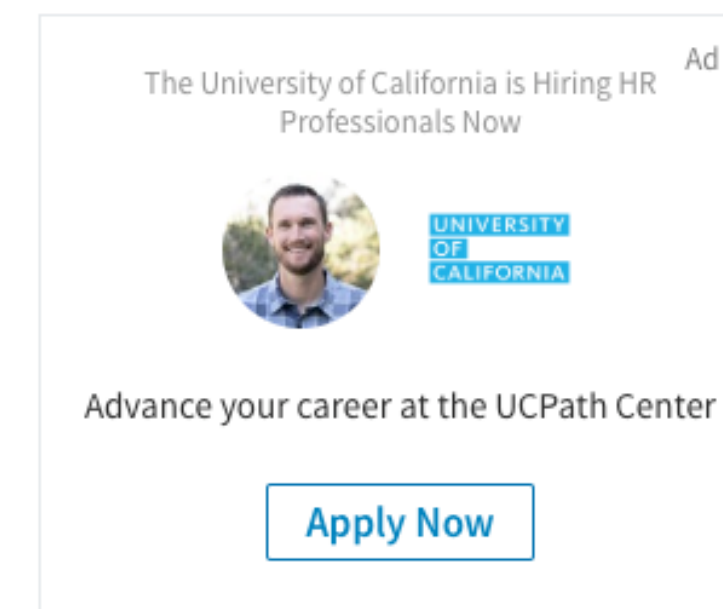 Ad
The University of California is Hiring HR
Professionals Now
UNIVERSITY
OF
CALIFORNIA
Advance your career at the UCPath Center
Apply Now